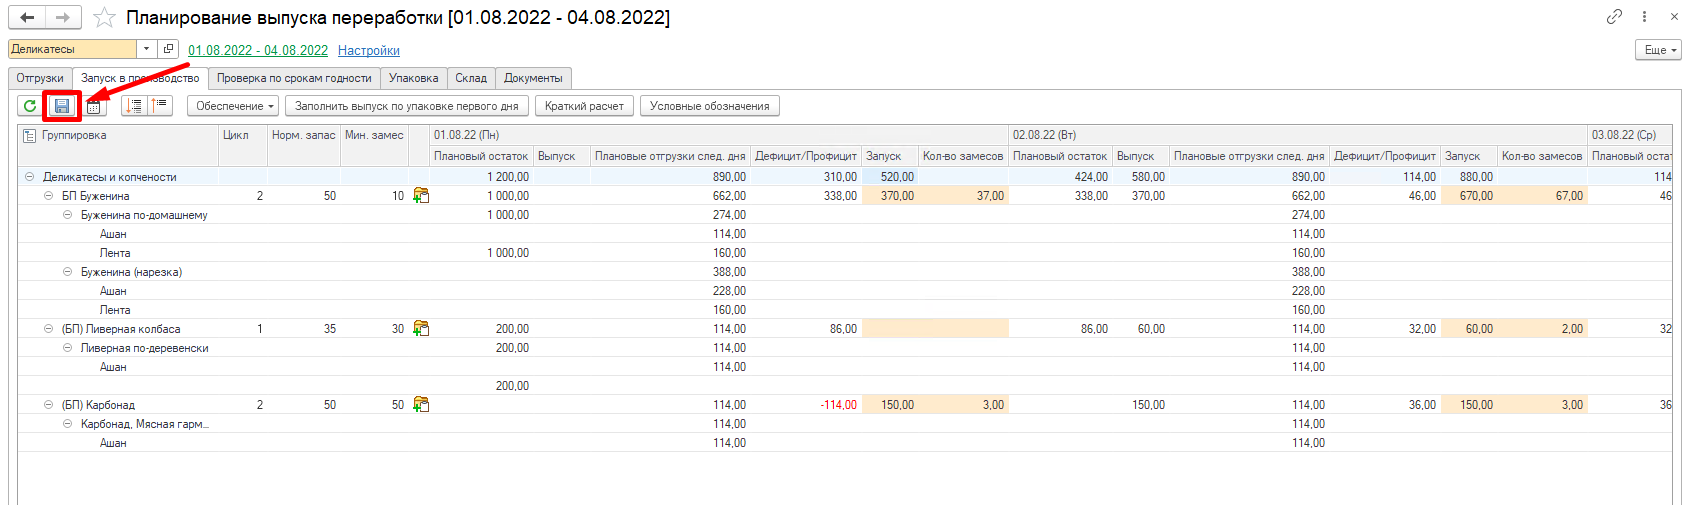 Планирование выпуска переработки [01.08.2022 - 04.08.2022]
Деликатесы 01.08.2022 - 04.08.2022 Настройки Еще
Отгрузки Запуск в производство Проверка по срокам годности Упаковка Склад Документы
Обеспечение Заполнить выпуск по упаковке первого дня Краткий расчет Условные обозначения
Группировка Цикл Норм. запас Мин. замес 01.08.22 (Пн) 02.08.22 (Вт) 03.08.22 (Ср)
Плановый остаток Выпуск Плановые отгрузки след. дня Дефицит/Профицит Запуск Кол-во замесов Плановый остаток Выпуск Плановые отгрузки след. дня Дефицит/Профицит Запуск Кол-во замесов Плановый остат
Деликатесы и копчености 1 200,00 890,00 310,00 520,00 424,00 580,00 890,00 114,00 880,00 114
БП Буженина 2 50 10 1 000,00 662,00 338,00 370,00 37,00 338,00 370,00 662,00 46,00 670,00 67,00 46
Буженина по-домашнему 1 000,00 274,00 274,00
Ашан 114,00 114,00
Лента 1 000,00 160,00 160,00
Буженина (нарезка) 388,00 388,00
Ашан 228,00 228,00
Лента 160,00 160,00
(БП) Ливерная колбаса 1 35 30 200,00 114,00 86,00 86,00 60,00 114,00 32,00 60,00 2,00 32
Ливерная по-деревенски 200,00 114,00 114,00
Ашан 114,00 114,00
200,00
(БП) Карбонад 2 50 50 114,00 -114,00 150,00 3,00 150,00 114,00 36,00 150,00 3,00 36
Карбонад, Мясная гарм... 114,00 114,00
Ашан 114,00 114,00